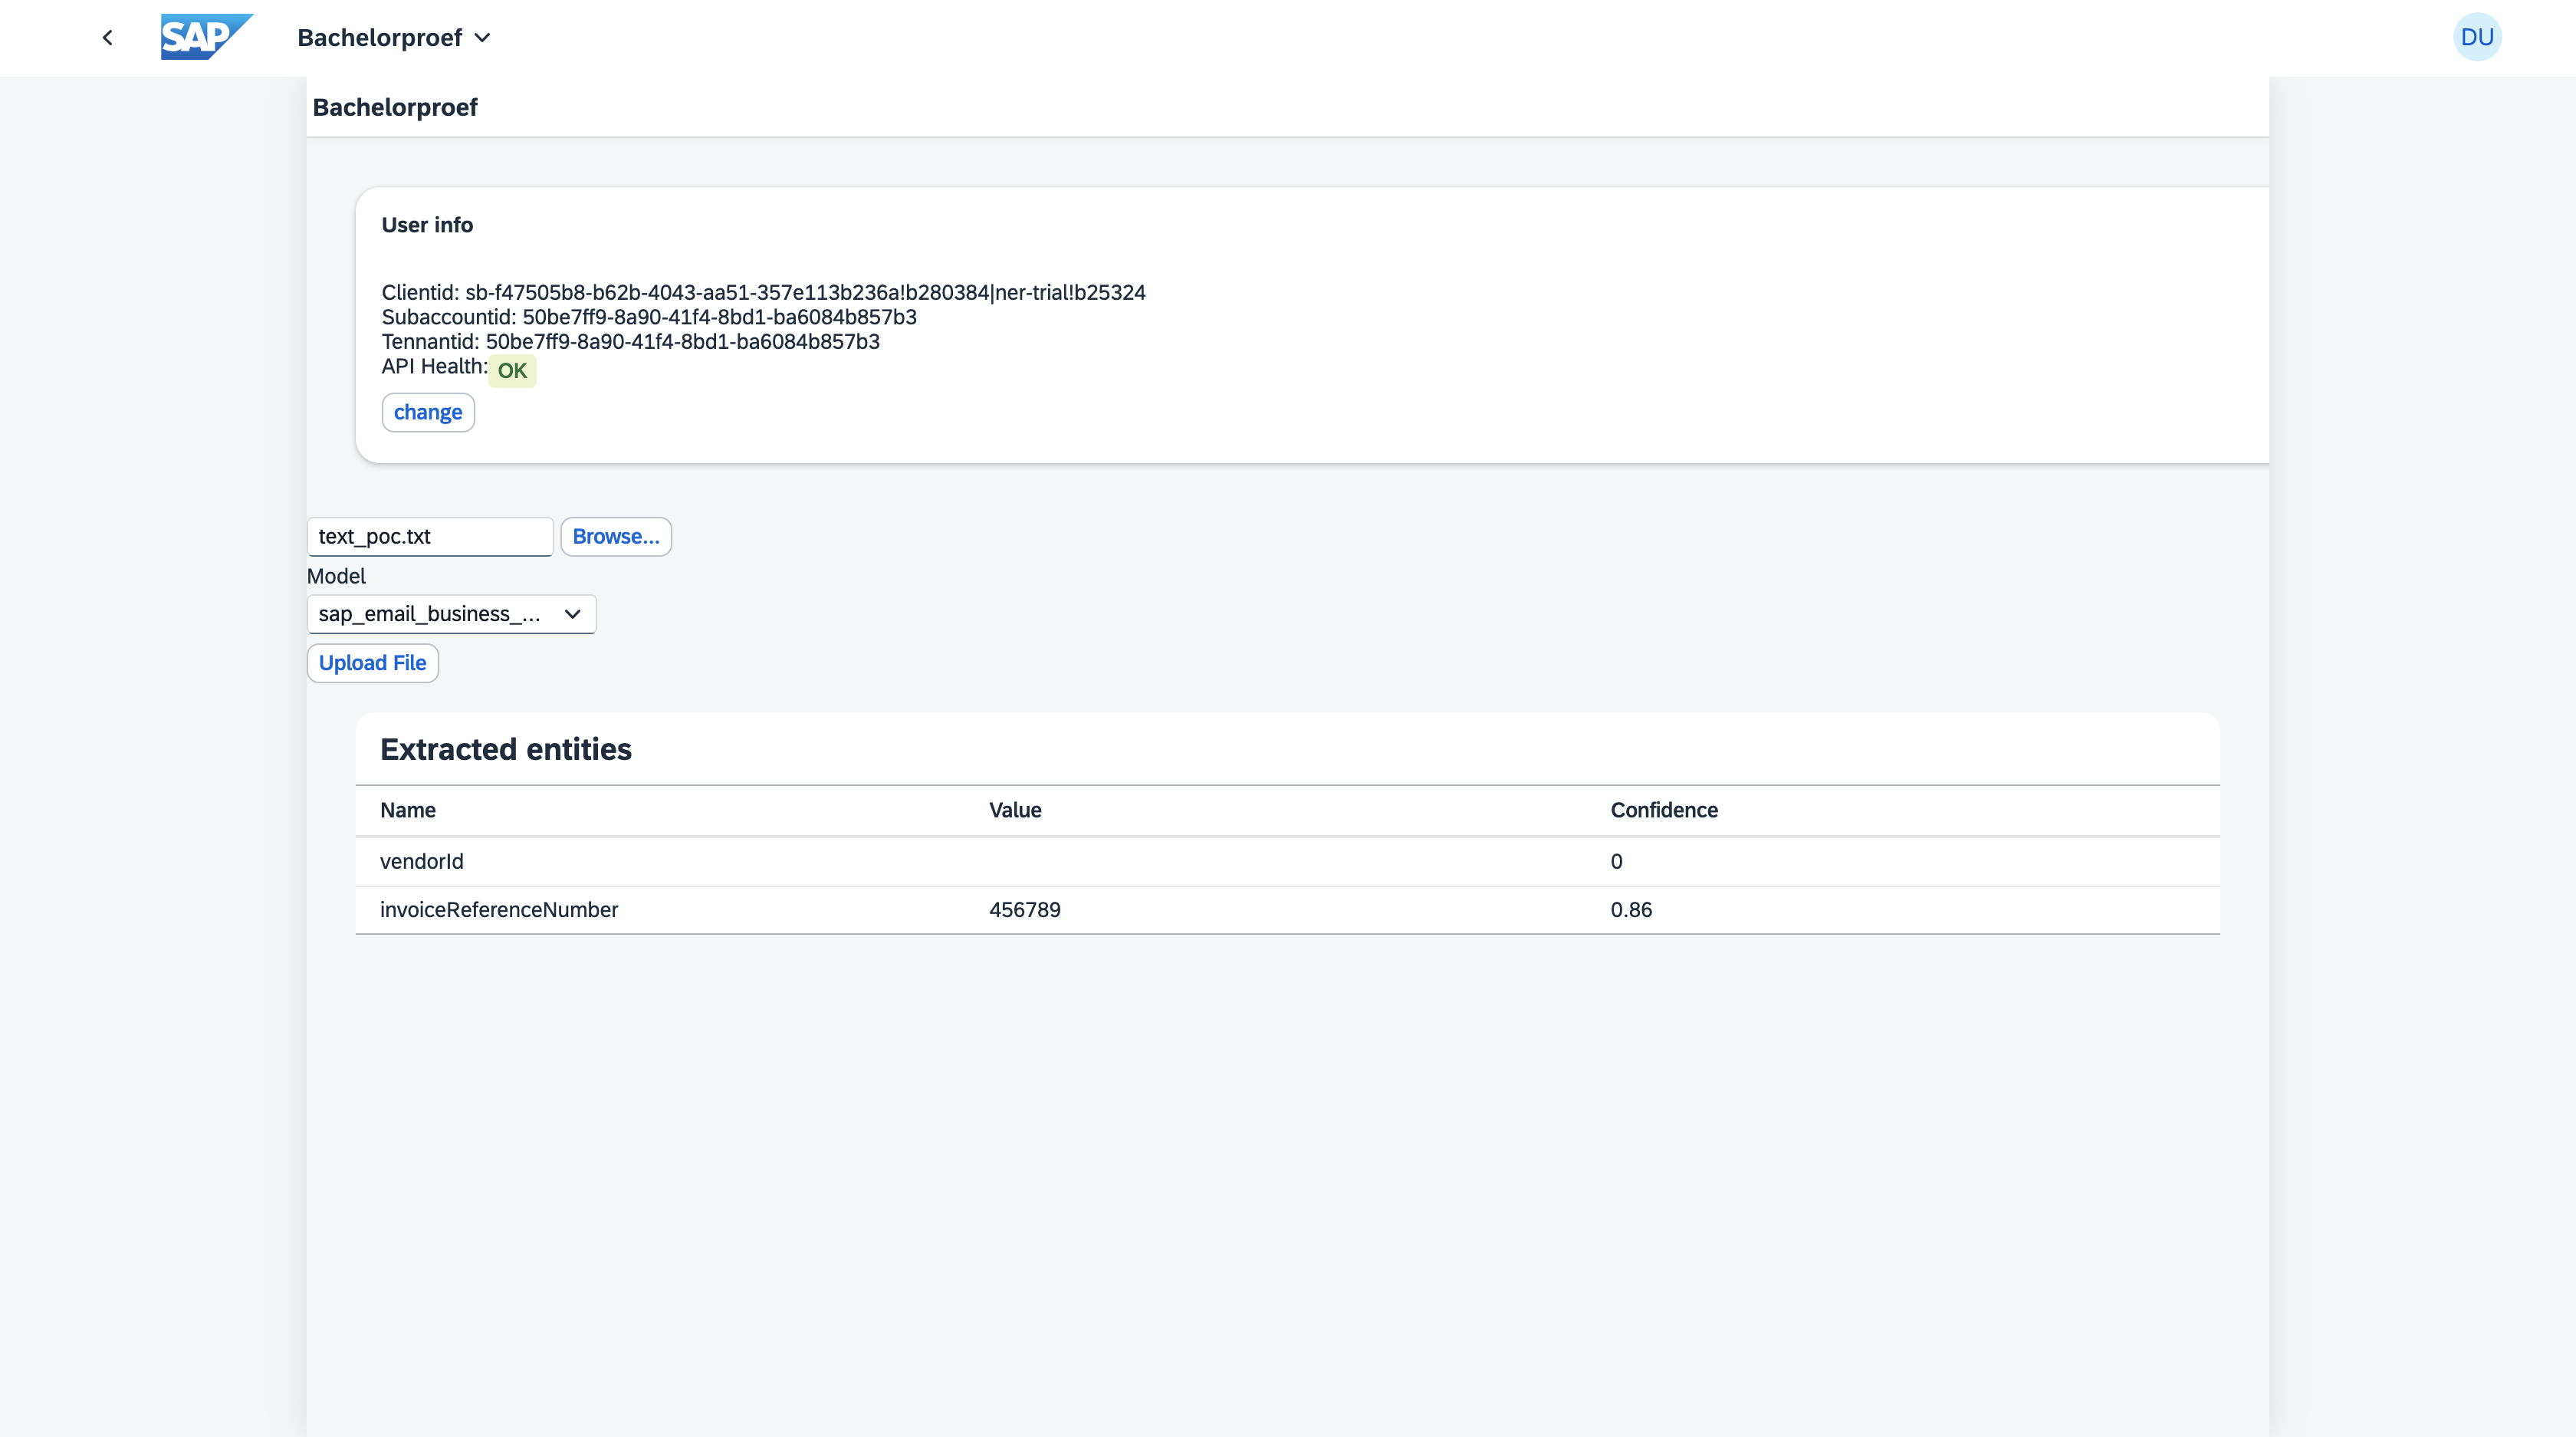 SAP Bachelorproef DU
Bachelorproef
User info
Clientid: sb-f47505b8-b62b-4043-aa51-357e113b236a!b280384|ner-trial!b25324
Subaccountid: 50be7ff9-8a90-41f4-8bd1-ba6084b857b3
Tennantid: 50be7ff9-8a90-41f4-8bd1-ba6084b857b3
API Health: OK
change
text_poc.txt Browse...
Model
sap_email_business_...
Upload File
Extracted entities
Name Value Confidence
vendorId 0
invoiceReferenceNumber 456789 0.86